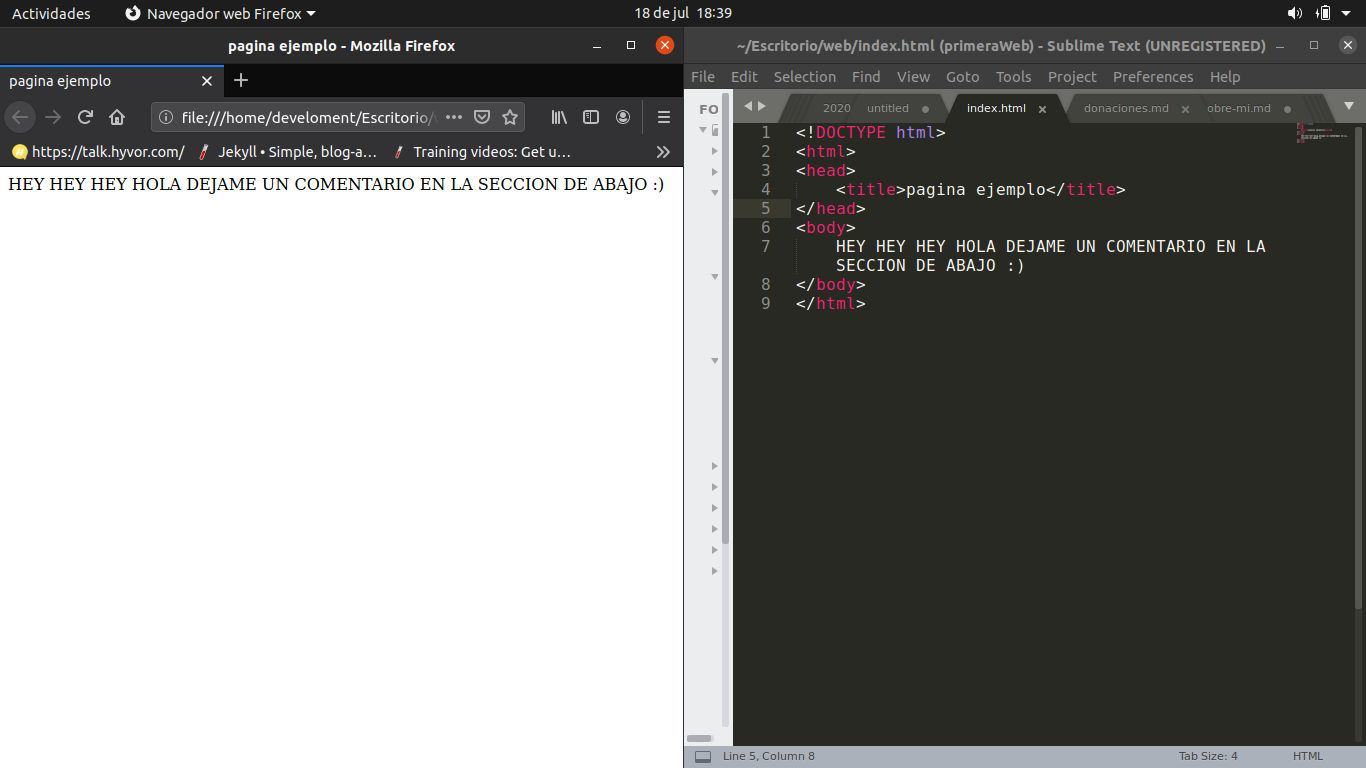 Actividades Navegador web Firefox 18 de jul 18:39
pagina ejemplo - Mozilla Firefox
pagina ejemplo
file:///home/develoment/Escritorio/
https://talk.hyvor.com/ Jekyll • Simple, blog-a… Training videos: Get u…
HEY HEY HEY HOLA DEJAME UN COMENTARIO EN LA SECCION DE ABAJO :)
~/Escritorio/web/index.html (primeraWeb) - Sublime Text (UNREGISTERED)
File Edit Selection Find View Goto Tools Project Preferences Help
FO
2020 untitled index.html donaciones.md obre-mi.md
1 <!DOCTYPE html>
2 <html>
3 <head>
4 <title>pagina ejemplo</title>
5 </head>
6 <body>
7 HEY HEY HEY HOLA DEJAME UN COMENTARIO EN LA
SECCION DE ABAJO :)
8 </body>
9 </html>
Line 5, Column 8 Tab Size: 4 HTML